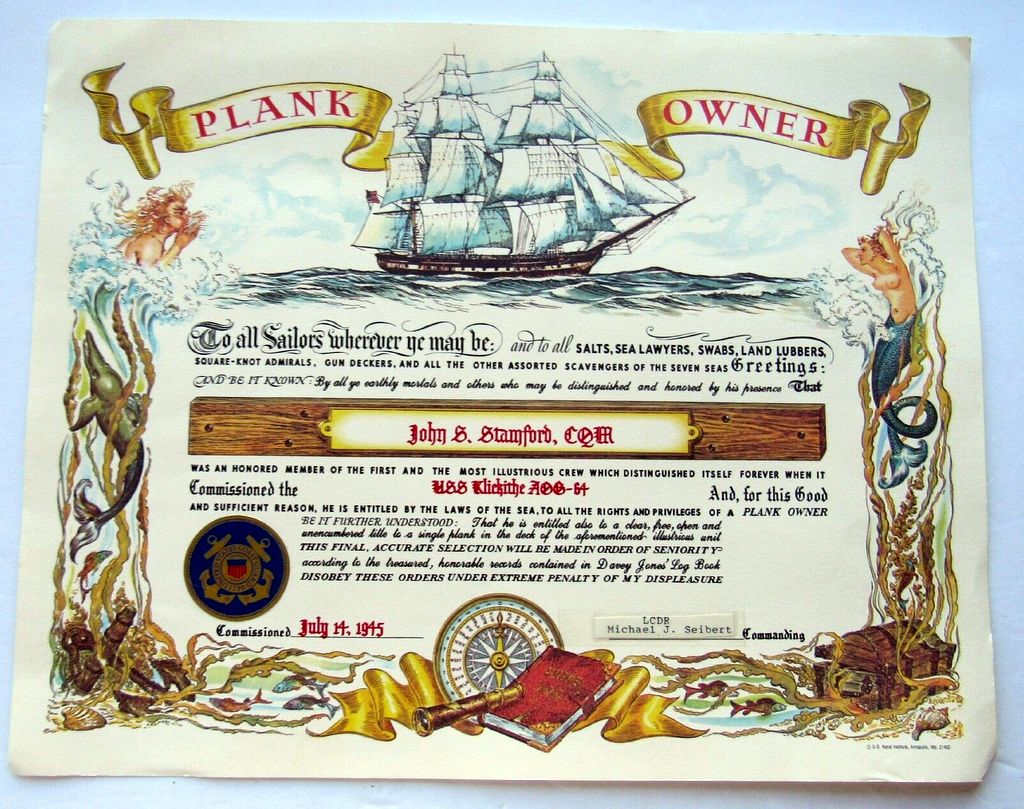 PLANK OWNER
To all Sailors wherever ye may be: and to all SALTS, SEA LAWYERS, SWABS, LAND LUBBERS,
SQUARE-KNOT ADMIRALS, GUN DECKERS, AND ALL THE OTHER ASSORTED SCAVENGERS OF THE SEVEN SEAS Greetings:
AND BE IT KNOWN: By all ye earthly mortals and others who may be distinguished and honored by his presence That
John S. Stamford, CQM
WAS AN HONORED MEMBER OF THE FIRST AND THE MOST ILLUSTRIOUS CREW WHICH DISTINGUISHED ITSELF FOREVER WHEN IT
Commissioned the USS Klickithe AOG-64 And, for this Good
AND SUFFICIENT REASON, HE IS ENTITLED BY THE LAWS OF THE SEA, TO ALL THE RIGHTS AND PRIVILEGES OF A PLANK OWNER
BE IT FURTHER UNDERSTOOD: That he is entitled also to a clear, free, open and
unencumbered title to a single plank in the deck of the aforementioned illustrious unit
THIS FINAL, ACCURATE SELECTION WILL BE MADE IN ORDER OF SENIORITY
according to the treasured, honorable records contained in Davey Jones' Log Book
DISOBEY THESE ORDERS UNDER EXTREME PENALTY OF MY DISPLEASURE
LCDR
Commissioned July 14, 1945 Michael J. Seibert Commanding
© U.S. Naval Institute, Annapolis, Md. 21402